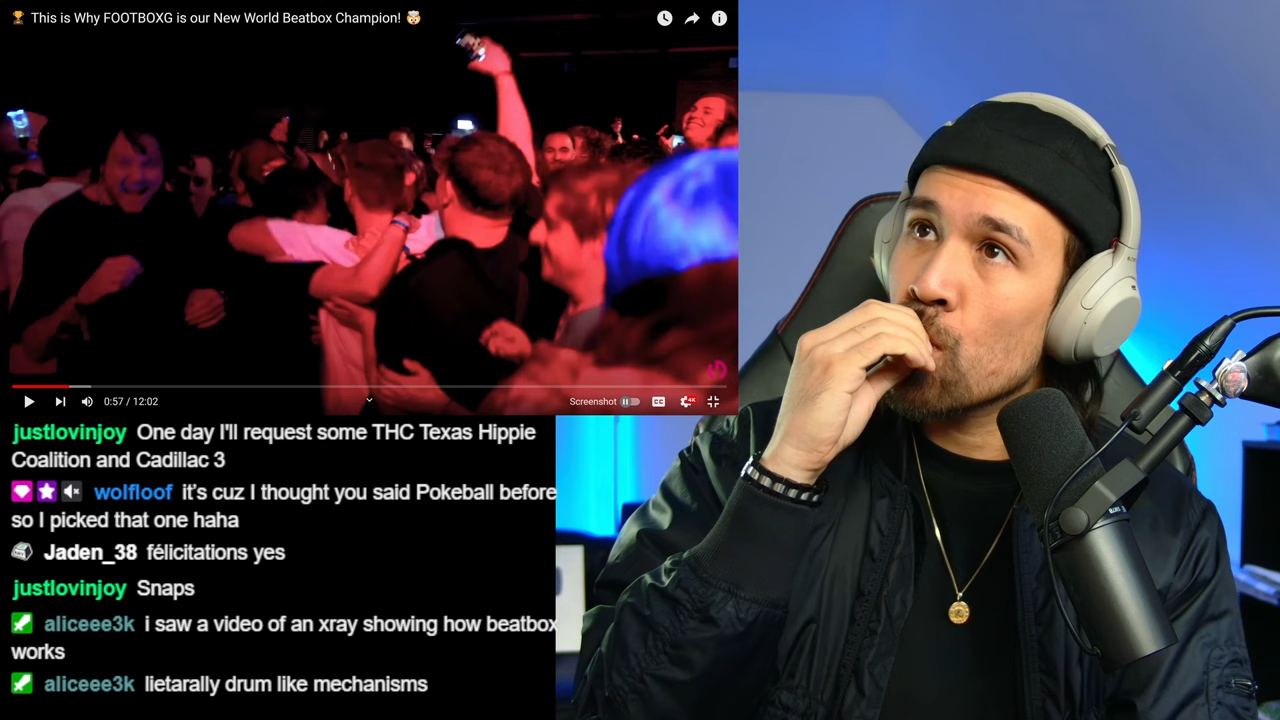 🏆 This is Why FOOTBOXG is our New World Beatbox Champion! 🤯
0:57 / 12:02
Screenshot
CC
4K
justlovinjoy One day I'll request some THC Texas Hippie
Coalition and Cadillac 3
wolfloof it's cuz I thought you said Pokeball before
so I picked that one haha
Jaden_38 félicitations yes
justlovinjoy Snaps
aliceee3k i saw a video of an xray showing how beatbox
works
aliceee3k lietarally drum like mechanisms